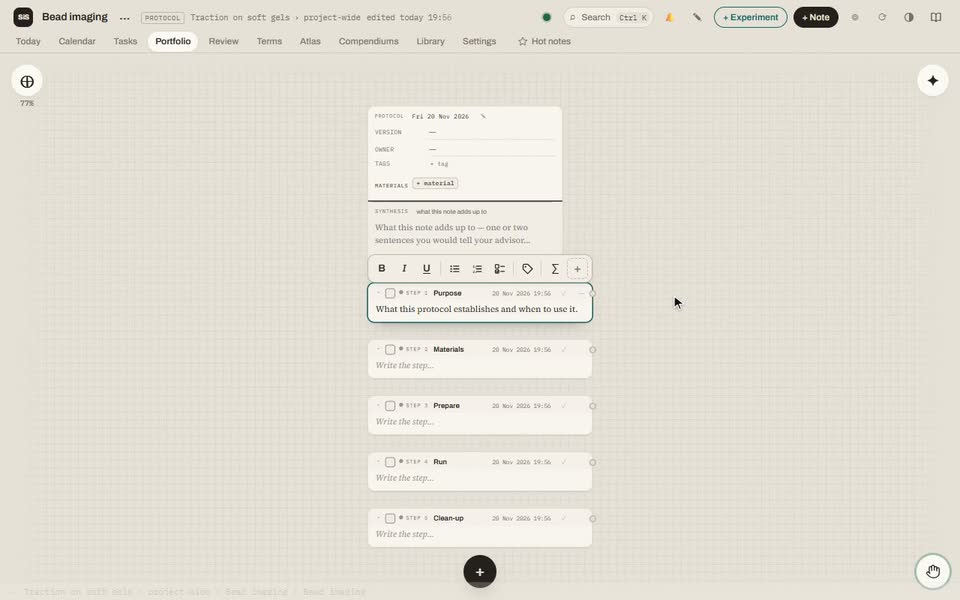 SiS Bead imaging ... PROTOCOL Traction on soft gels › project-wide edited today 19:56 Search Ctrl K + Experiment + Note
Today Calendar Tasks Portfolio Review Terms Atlas Compendiums Library Settings Hot notes
77%
PROTOCOL Fri 20 Nov 2026
VERSION —
OWNER —
TAGS + tag
MATERIALS + material
SYNTHESIS what this note adds up to
What this note adds up to — one or two
sentences you would tell your advisor...
B I U Σ +
STEP 1 Purpose 20 Nov 2026 19:56 ✓
What this protocol establishes and when to use it.
STEP 2 Materials 20 Nov 2026 19:56 ✓
Write the step...
STEP 3 Prepare 20 Nov 2026 19:56 ✓
Write the step...
STEP 4 Run 20 Nov 2026 19:56 ✓
Write the step...
STEP 5 Clean-up 20 Nov 2026 19:56 ✓
Write the step...
+
Traction on soft gels › project-wide › Bead imaging › Bead imaging